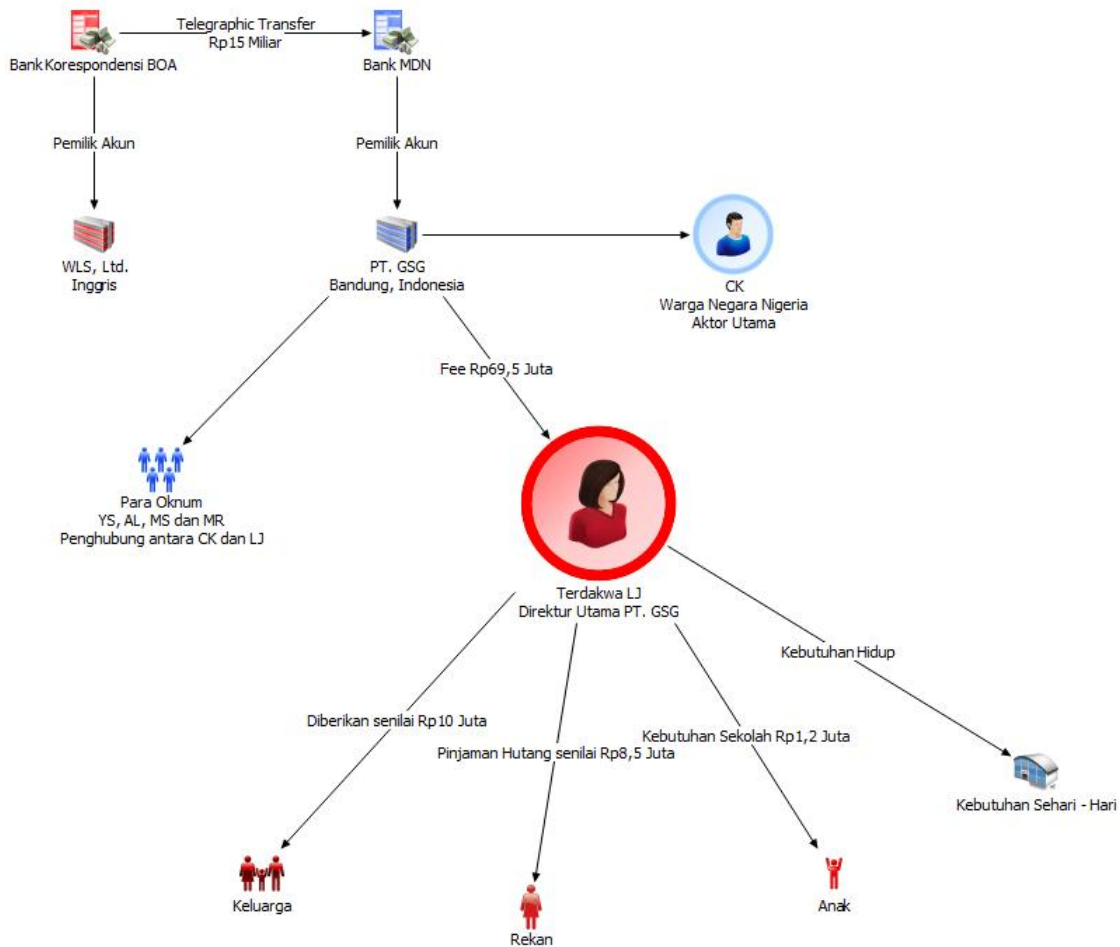 Telegraphic Transfer
Rp15 Miliar
Bank Korespondensi BOA
Bank MDN
Pemilik Akun
Pemilik Akun
WLS, Ltd.
Inggris
PT. GSG
Bandung, Indonesia
CK
Warga Negara Nigeria
Aktor Utama
Fee Rp69,5 Juta
Para Oknum
YS, AL, MS dan MR
Penghubung antara CK dan LJ
Terdakwa LJ
Direktur Utama PT. GSG
Kebutuhan Hidup
Diberikan senilai Rp10 Juta
Kebutuhan Sekolah Rp1,2 Juta
Pinjaman Hutang senilai Rp8,5 Juta
Kebutuhan Sehari - Hari
Keluarga
Anak
Rekan